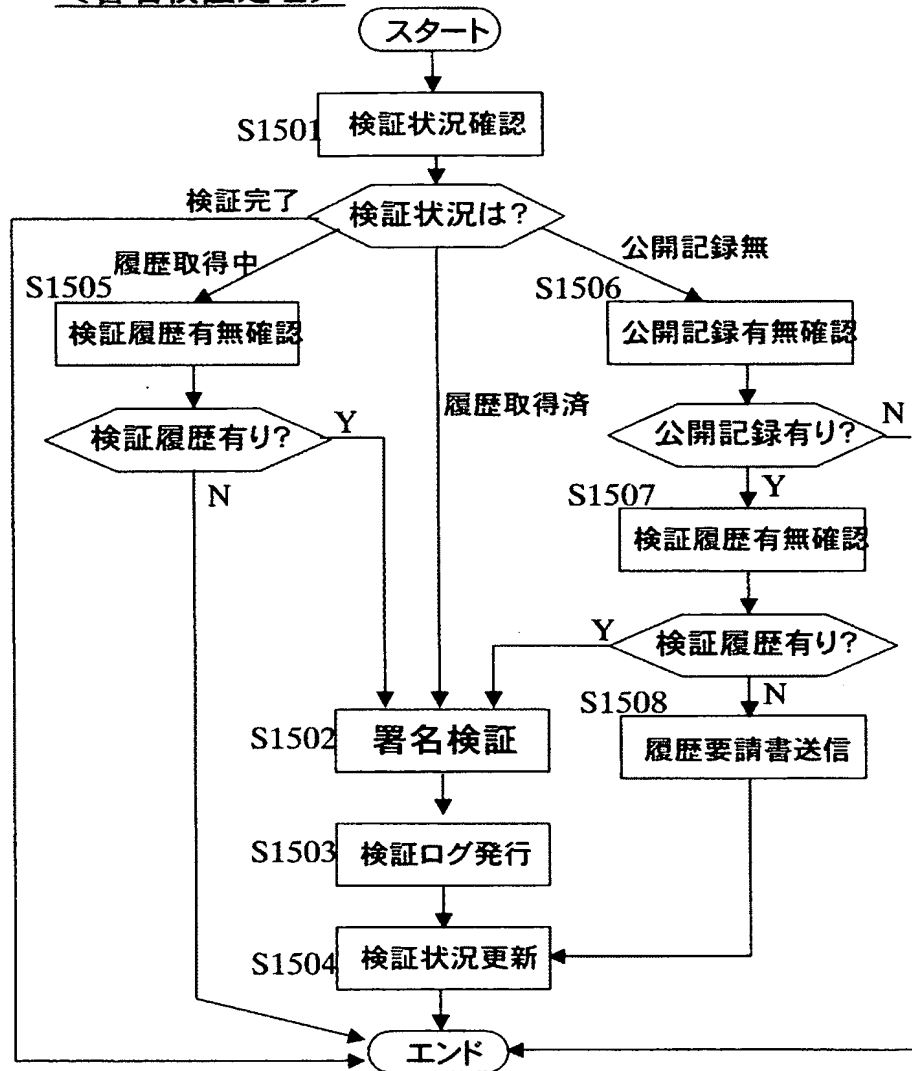 スタート
S1501
検証状況確認
検証完了
検証状況は?
履歴取得中
公開記録無
S1505
S1506
検証履歴有無確認
公開記録有無確認
履歴取得済
検証履歴有り?
Y
公開記録有り?
N
N
Y
S1507
検証履歴有無確認
Y
検証履歴有り?
N
S1508
S1502
署名検証
履歴要請書送信
S1503
検証ログ発行
S1504
検証状況更新
エンド